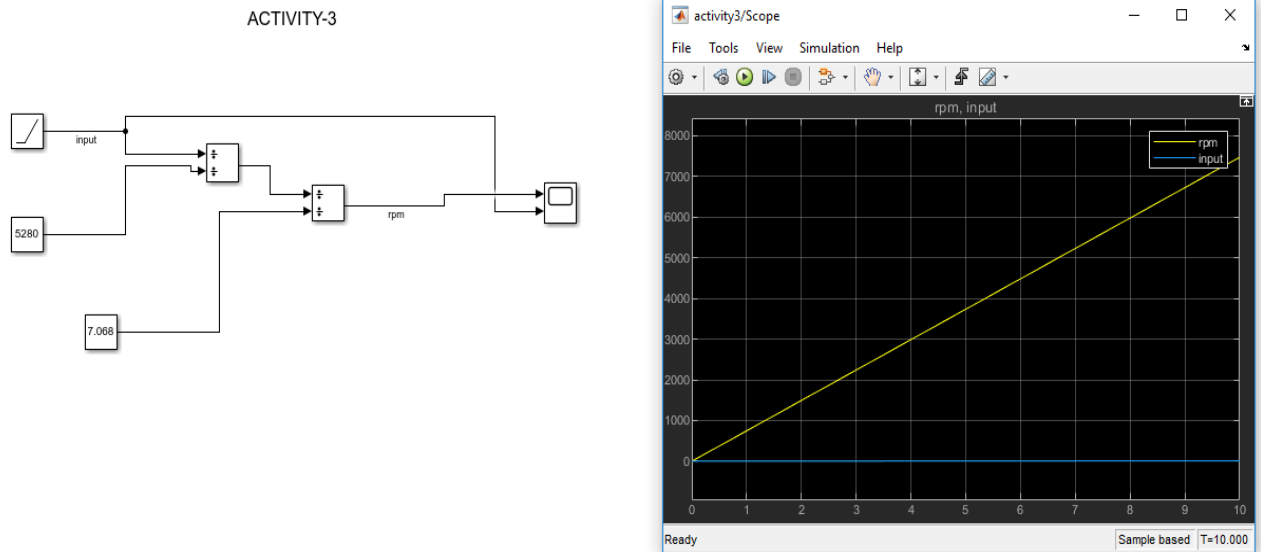 ACTIVITY-3
input
÷
÷
5280
÷
÷
rpm
7.068
activity3/Scope
File Tools View Simulation Help
rpm, input
rpm
input
8000
7000
6000
5000
4000
3000
2000
1000
0
0 1 2 3 4 5 6 7 8 9 10
Ready Sample based T=10.000